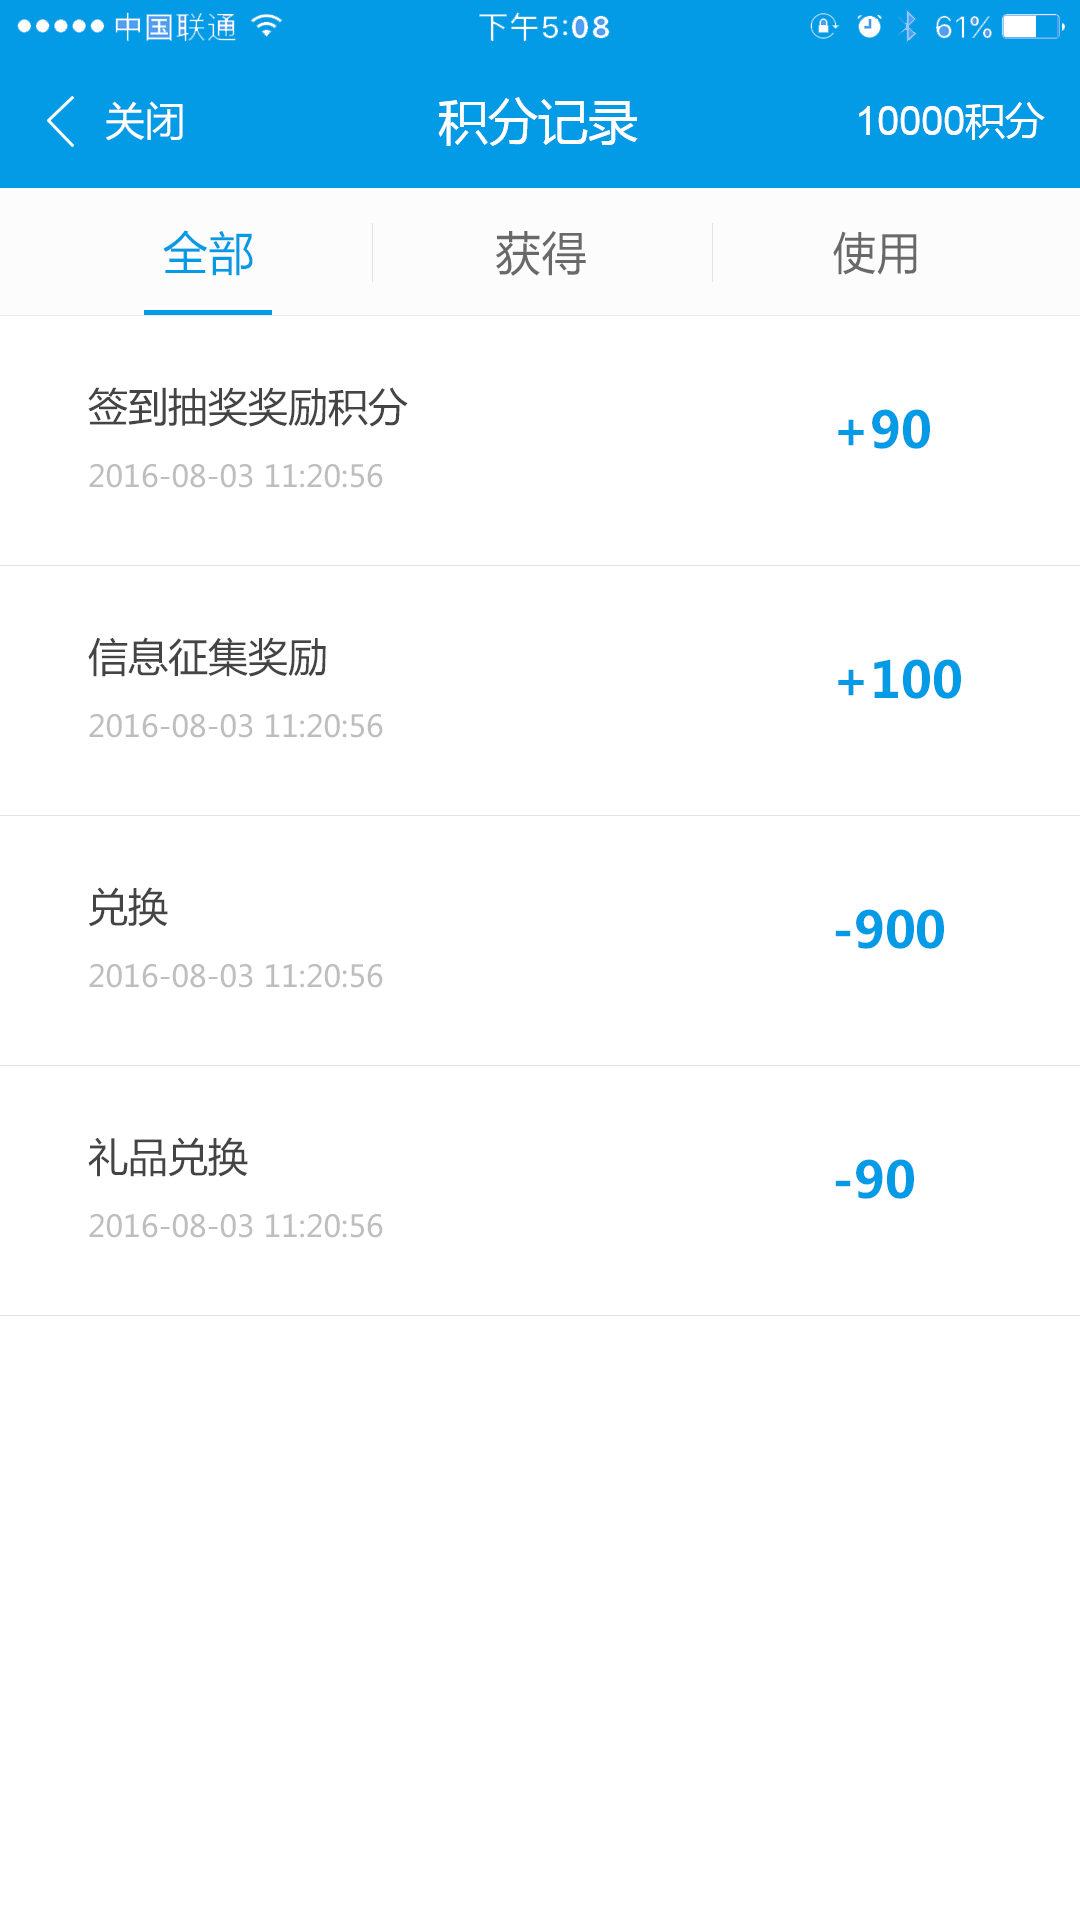 中国联通 下午5:08 61%
关闭 积分记录 10000积分
全部 获得 使用
签到抽奖奖励积分
+90
2016-08-03 11:20:56
信息征集奖励
+100
2016-08-03 11:20:56
兑换
-900
2016-08-03 11:20:56
礼品兑换
-90
2016-08-03 11:20:56